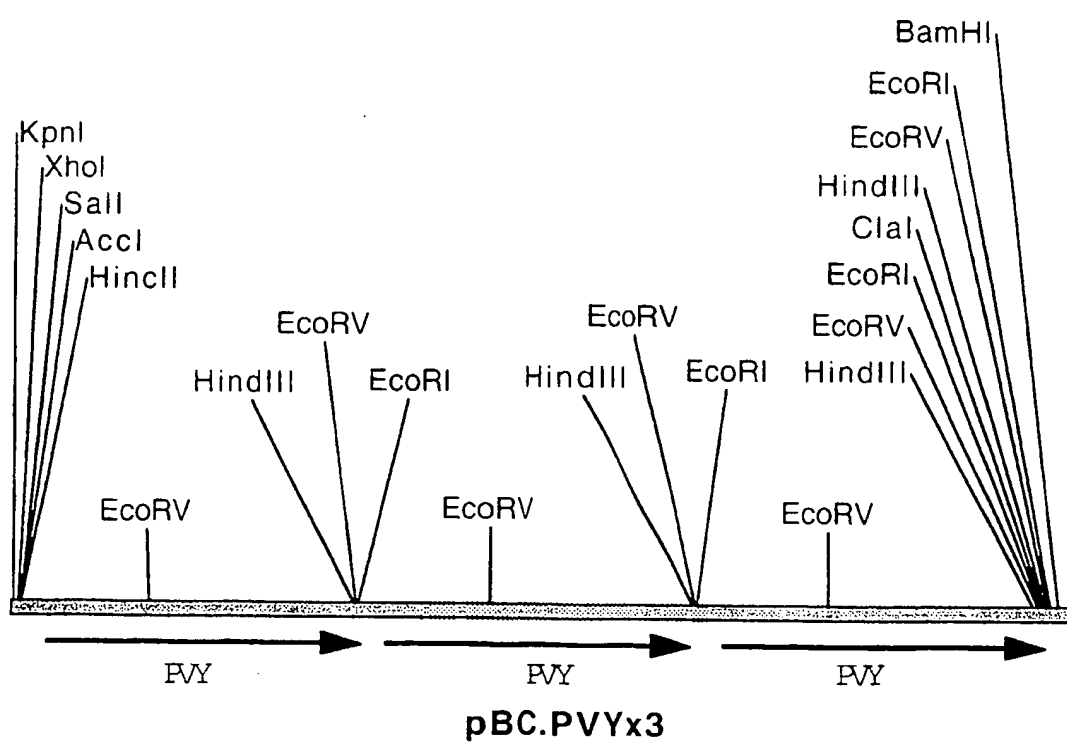 BamHI
EcoRI
KpnI
EcoRV
XhoI
HindIII
SalI
ClaI
AccI
EcoRI
HincII
EcoRV
EcoRV
EcoRV
HindIII
EcoRI
HindIII
EcoRI
HindIII
EcoRV
EcoRV
EcoRV
PVY
PVY
PVY
pBC.PVYx3